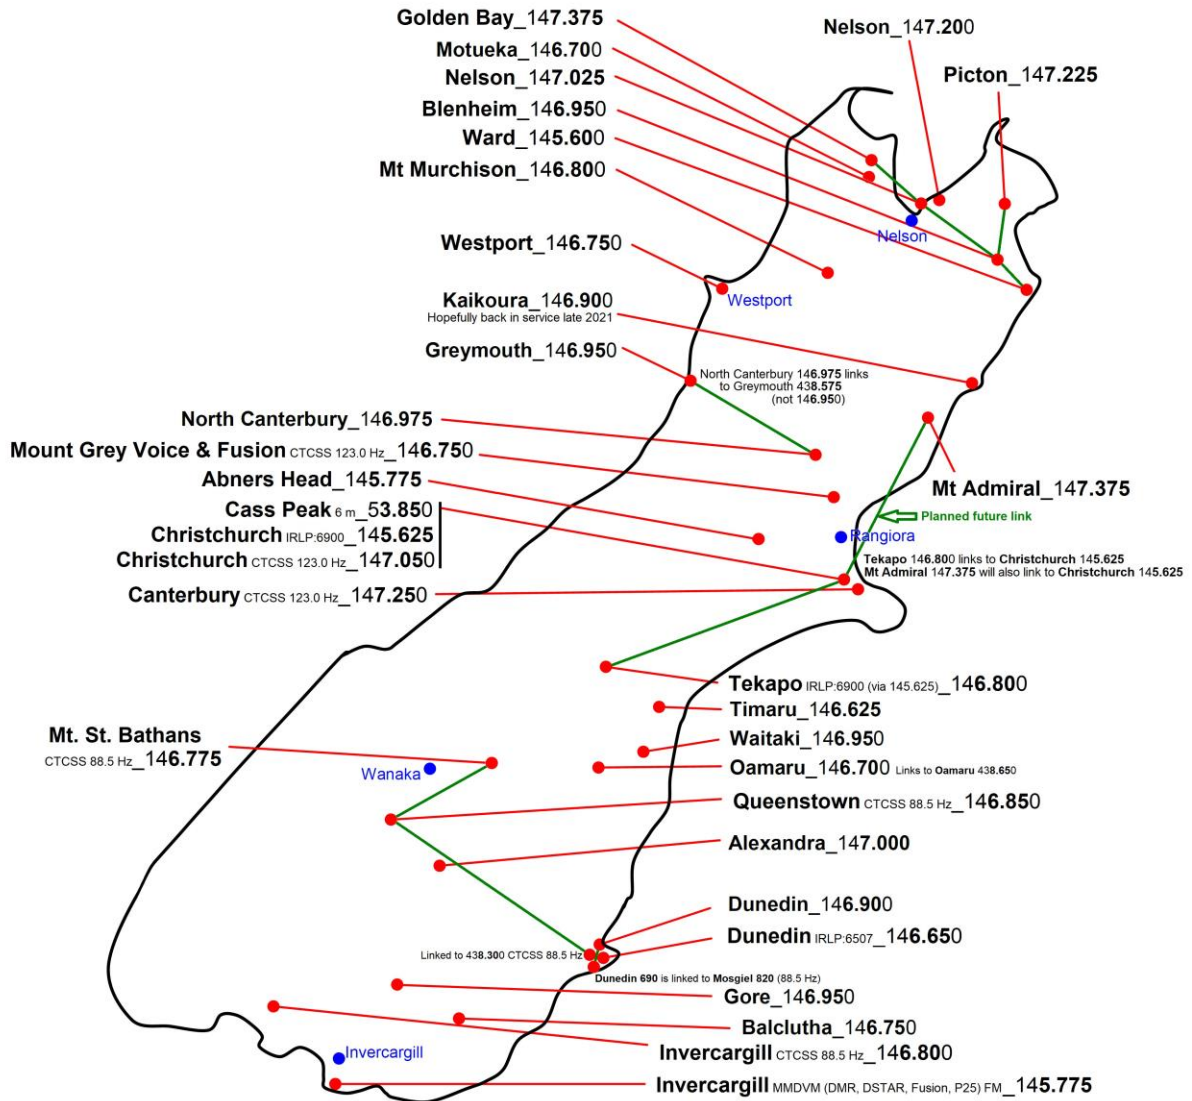 Golden Bay_147.375
Motueka_146.700
Nelson_147.025
Blenheim_146.950
Ward_145.600
Mt Murchison_146.800
Nelson_147.200
Picton_147.225
Nelson
Westport_146.750
Westport
Kaikoura_146.900
Hopefully back in service late 2021
Greymouth_146.950
North Canterbury 146.975 links
to Greymouth 438.575
(not 146.950)
North Canterbury_146.975
Mount Grey Voice & Fusion CTCSS 123.0 Hz_146.750
Abners Head_145.775
Cass Peak 6 m_53.850
Christchurch IRLP:6900_145.625
Christchurch CTCSS 123.0 Hz_147.050
Canterbury CTCSS 123.0 Hz_147.250
Mt Admiral_147.375
Planned future link
Rangiora
Tekapo 146.800 links to Christchurch 145.625
Mt Admiral 147.375 will also link to Christchurch 145.625
Tekapo IRLP:6900 (via 145.625)_146.800
Timaru_146.625
Waitaki_146.950
Oamaru_146.700 Links to Oamaru 438.650
Mt. St. Bathans
CTCSS 88.5 Hz_146.775
Wanaka
Queenstown CTCSS 88.5 Hz_146.850
Alexandra_147.000
Dunedin_146.900
Dunedin IRLP:6507_146.650
Linked to 438.300 CTCSS 88.5 Hz
Dunedin 690 is linked to Mosgiel 820 (88.5 Hz)
Gore_146.950
Balclutha_146.750
Invercargill CTCSS 88.5 Hz_146.800
Invercargill
Invercargill MMDVM (DMR, DSTAR, Fusion, P25) FM_145.775